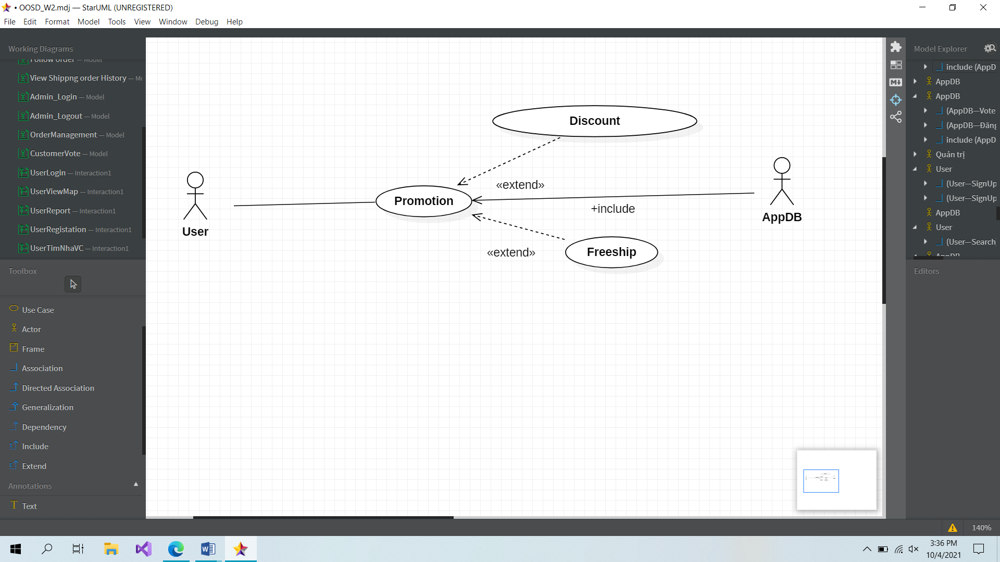 • OOSD_W2.mdj — StarUML (UNREGISTERED)
File Edit Format Model Tools View Window Debug Help
Working Diagrams
Follow order — Model
View Shippng order History — Mo
Admin_Login — Model
Admin_Logout — Model
OrderManagement — Model
CustomerVote — Model
UserLogin — Interaction1
UserViewMap — Interaction1
UserReport — Interaction1
UserRegistation — Interaction1
UserTimNhaVC — Interaction1
Toolbox
Use Case
Actor
Frame
Association
Directed Association
Generalization
Dependency
Include
Extend
Annotations
Text
Discount
«extend»
Promotion
+include
User
AppDB
«extend»
Freeship
Model Explorer
include (AppD
AppDB
AppDB
(AppDB—Vote
(AppDB—Đăng
include (AppD
Quản trị
User
(User—SignUp
(User—SignUp
AppDB
User
(User—Search
AppDB
Editors
140%
3:36 PM
10/4/2021